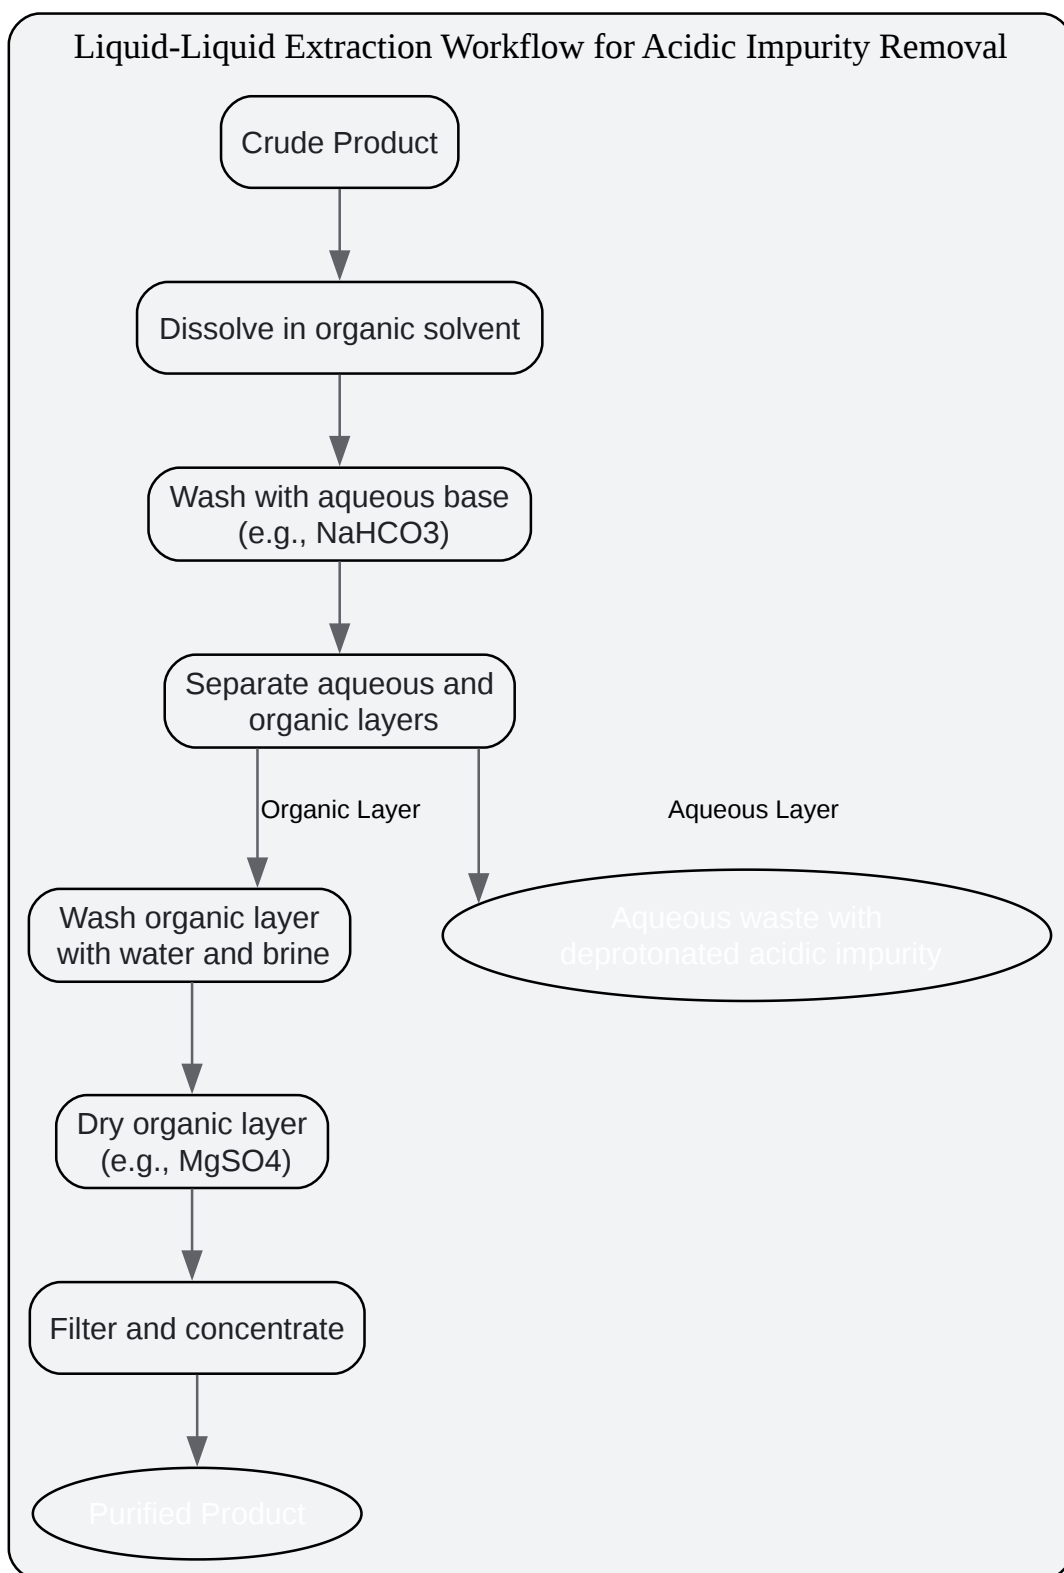 Liquid-Liquid Extraction Workflow for Acidic Impurity Removal
Crude Product
Dissolve in organic solvent
Wash with aqueous base
(e.g., NaHCO3)
Separate aqueous and
organic layers
Organic Layer
Aqueous Layer
Wash organic layer
with water and brine
Aqueous waste with
deprotonated acidic impurity
Dry organic layer
(e.g., MgSO4)
Filter and concentrate
Purified Product